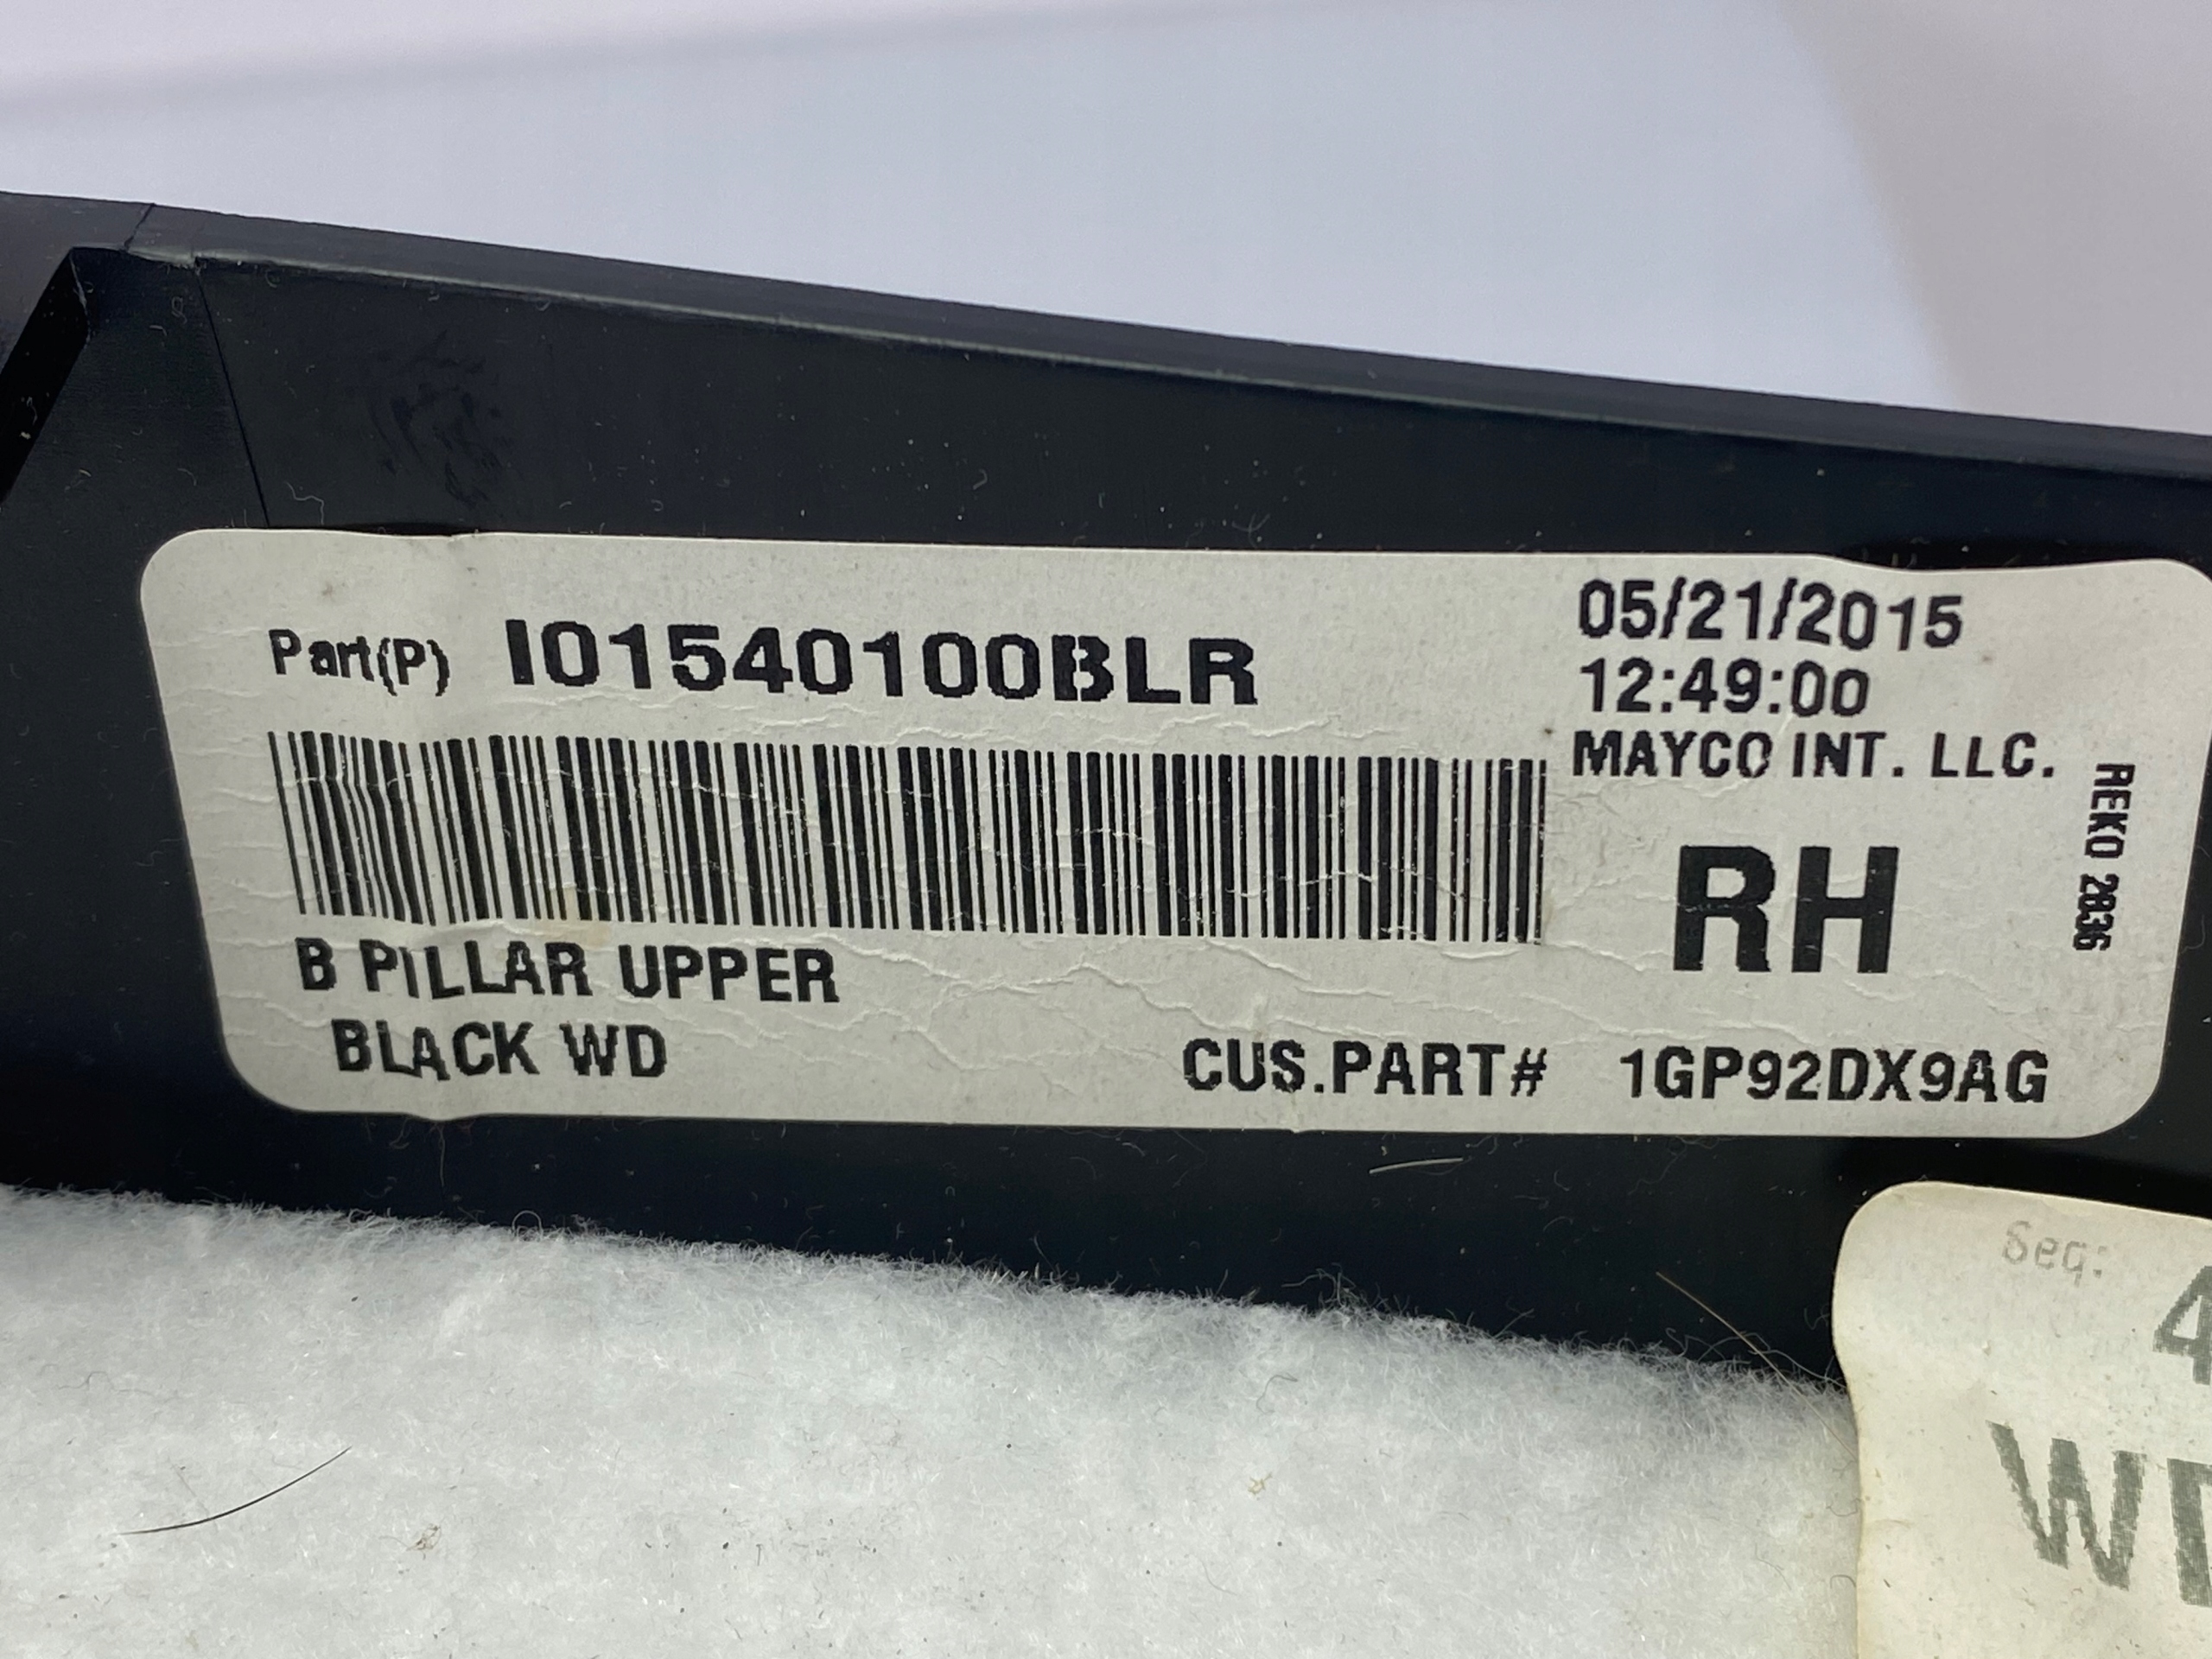 Part(P) I01540100BLR
05/21/2015
12:49:00
MAYCO INT. LLC.
REKO 2836
RH
B PILLAR UPPER
BLACK WD
CUS.PART# 1GP92DX9AG
Seq: 4